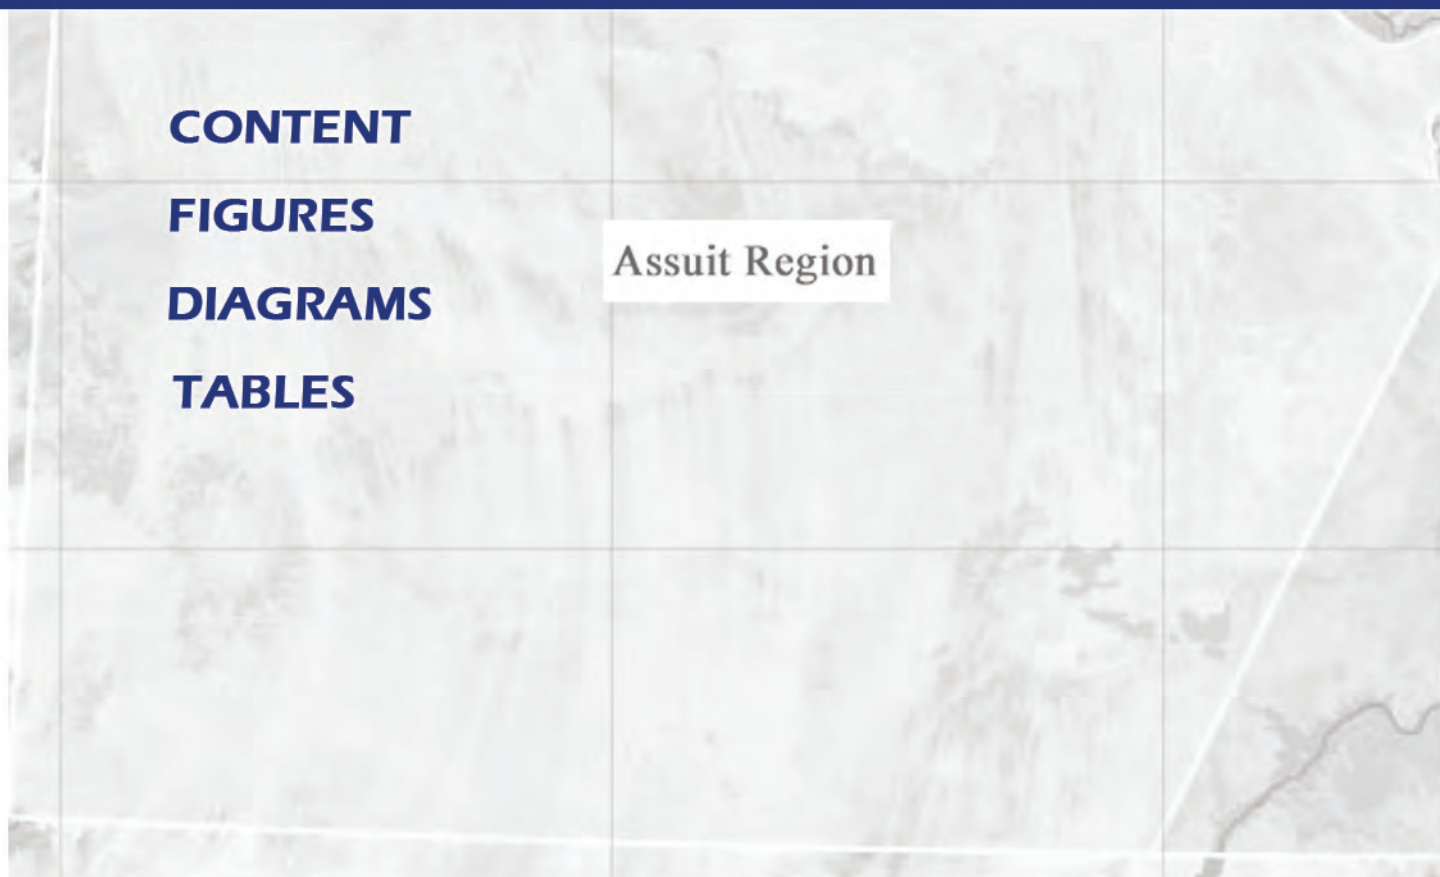 CONTENT
FIGURES
Assuit Region
DIAGRAMS
TABLES